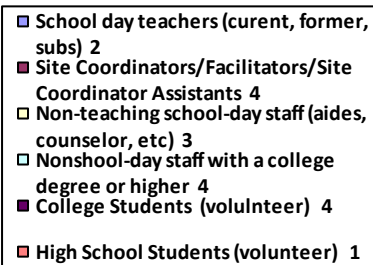 School day teachers (curent, former,
subs) 2
Site Coordinators/Facilitators/Site
Coordinator Assistants 4
Non-teaching school-day staff (aides,
counselor, etc) 3
Nonshool-day staff with a college
degree or higher 4
College Students (volulnteer) 4
High School Students (volunteer) 1